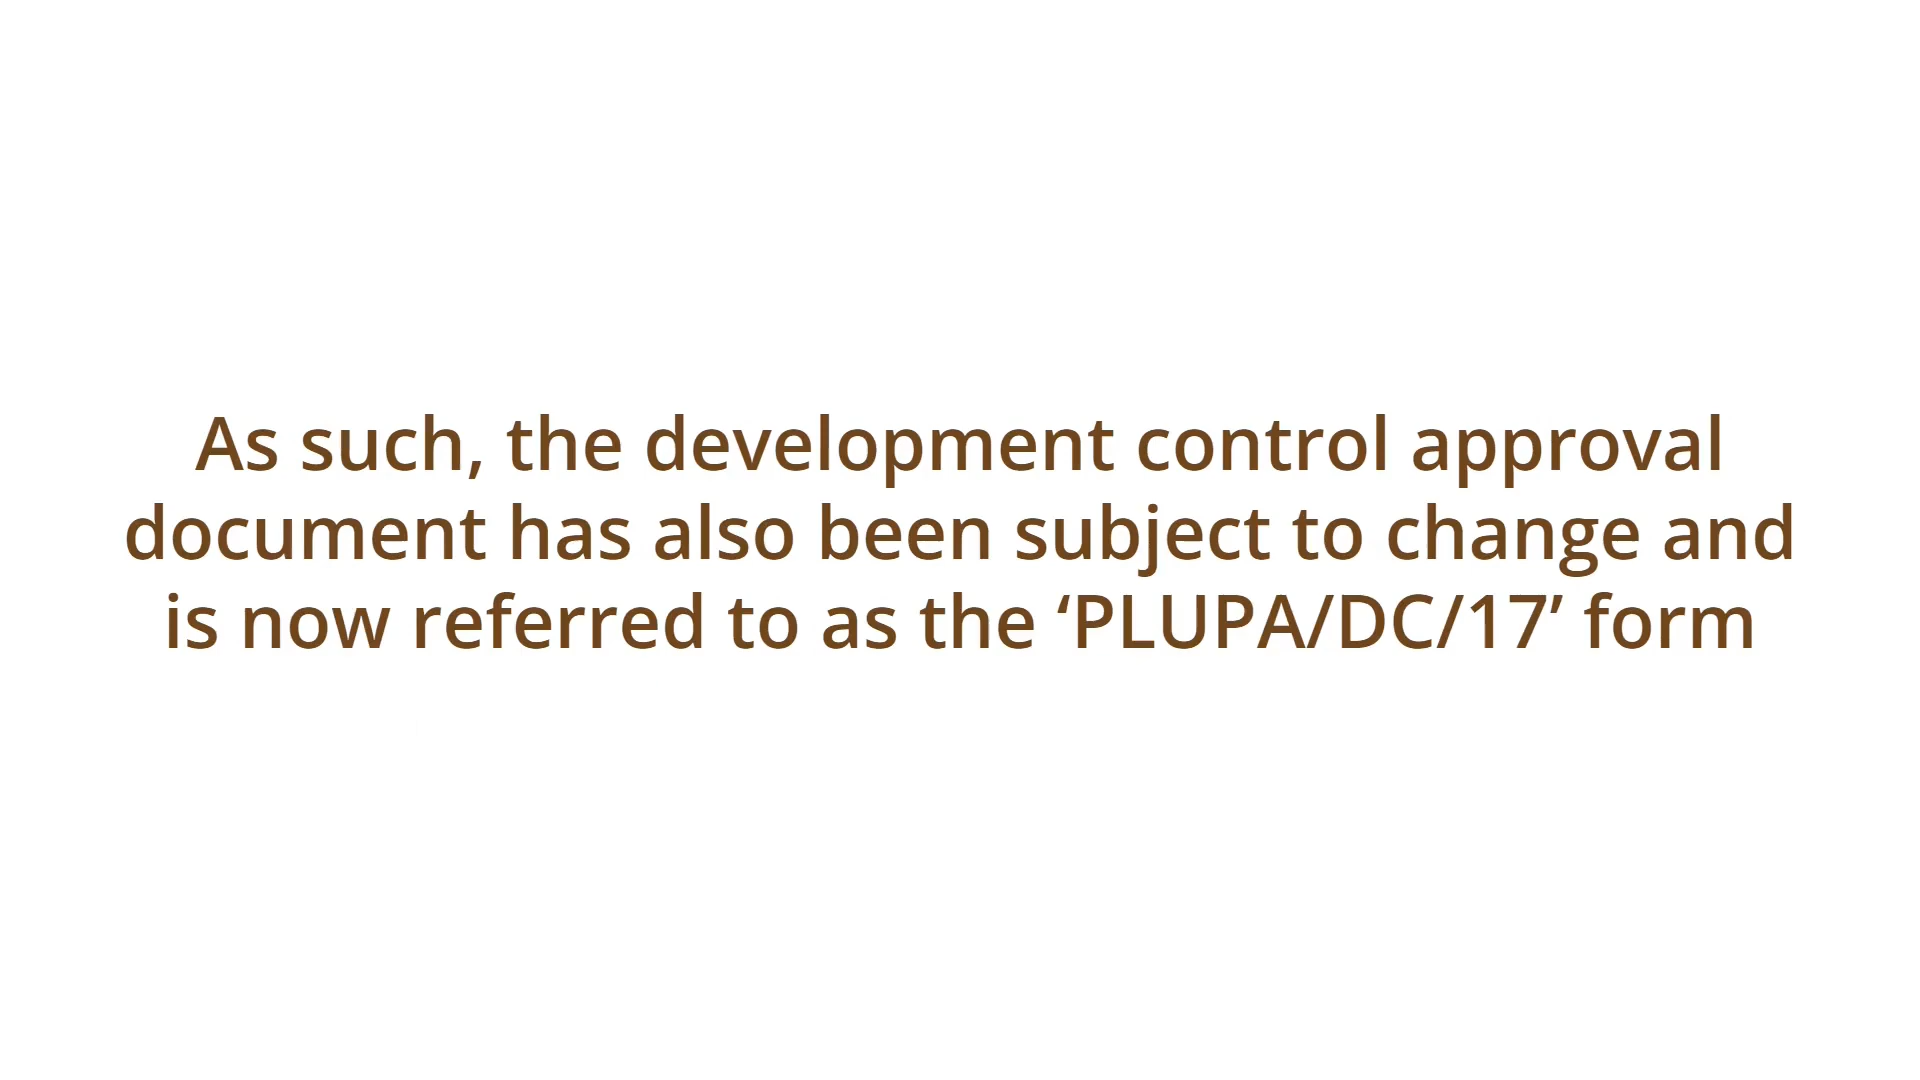 As such, the development control approval
document has also been subject to change and
is now referred to as the ‘PLUPA/DC/17’ form